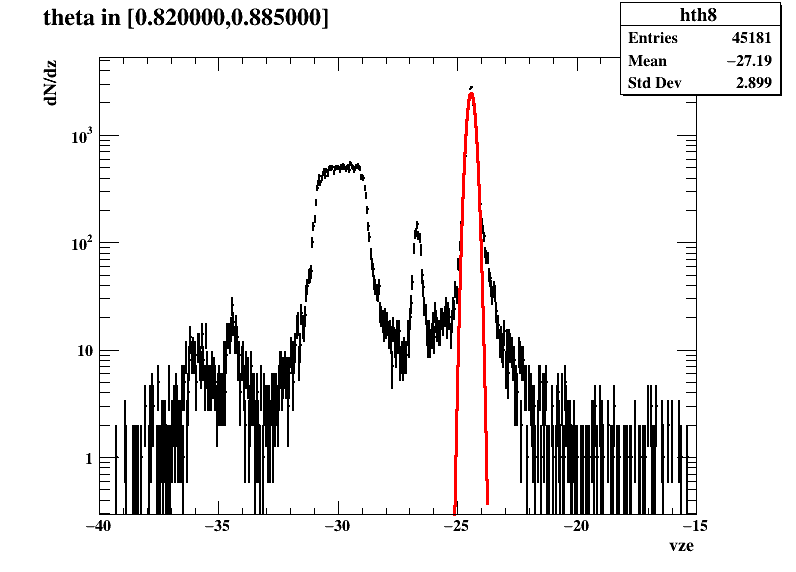 theta in [0.820000,0.885000]
hth8
Entries 45181
Mean −27.19
Std Dev 2.899
dN/dz
10³
10²
10
1
−40 −35 −30 −25 −20 −15
vze